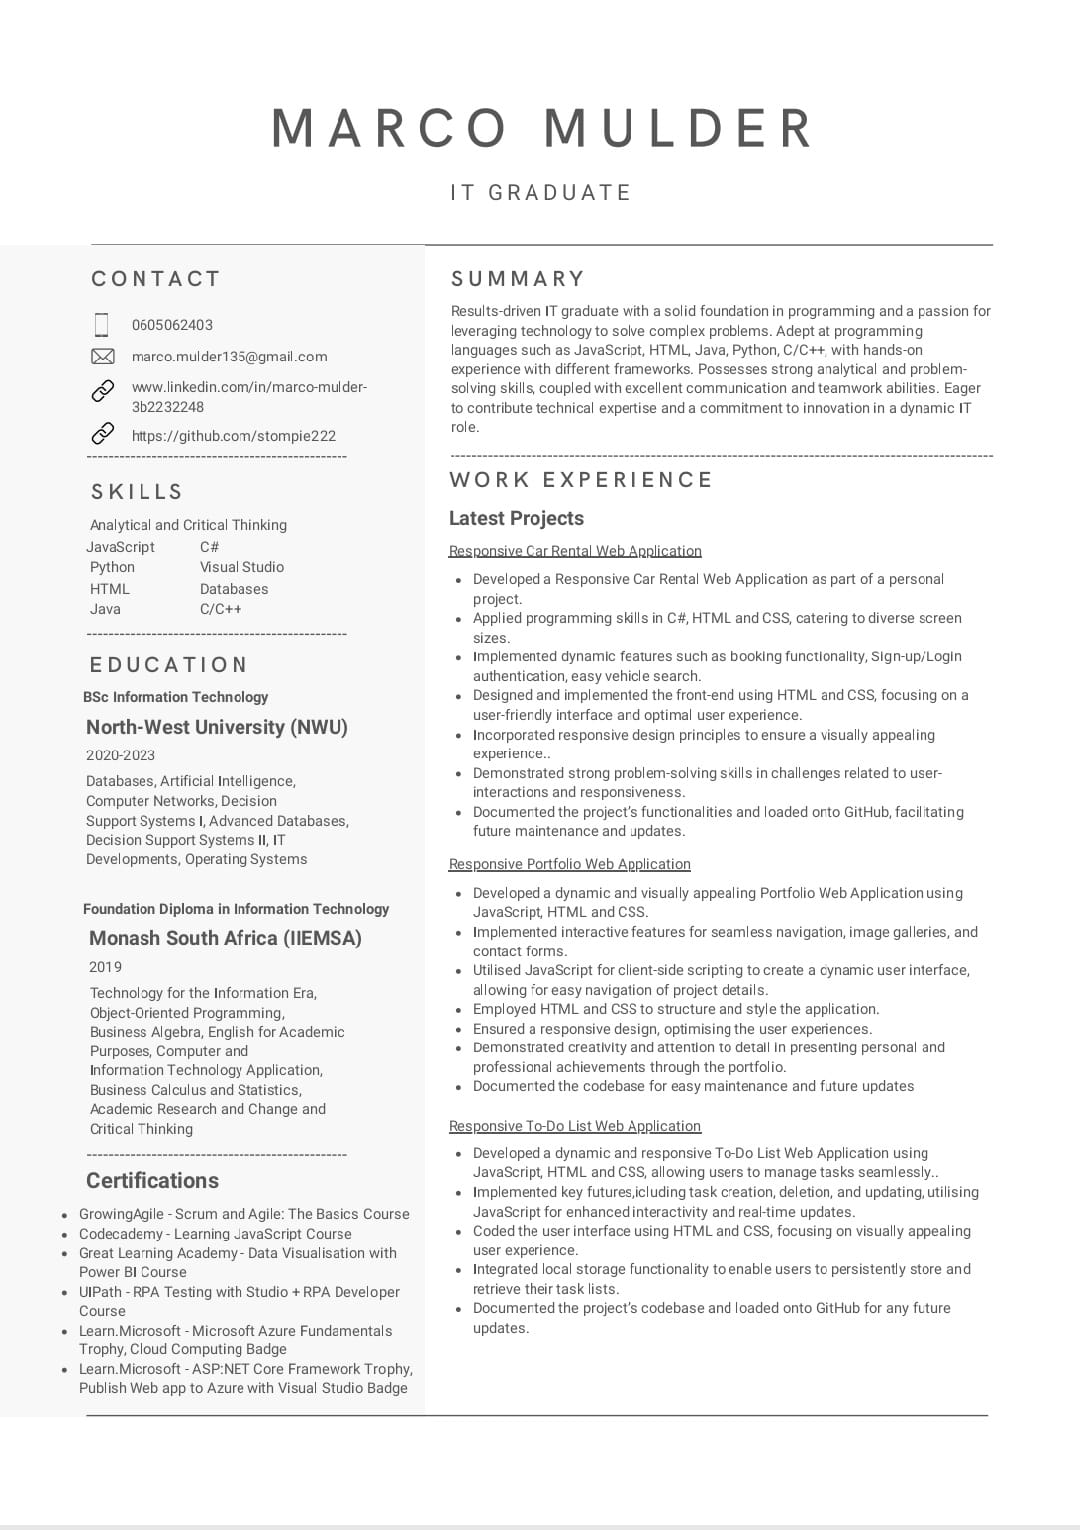 MARCO MULDER
IT GRADUATE
CONTACT
0605062403
marco.mulder135@gmail.com
www.linkedin.com/in/marco-mulder-
3b2232248
https://github.com/stompie222
SKILLS
Analytical and Critical Thinking
JavaScript C#
Python Visual Studio
HTML Databases
Java C/C++
EDUCATION
BSc Information Technology
North-West University (NWU)
2020-2023
Databases, Artificial Intelligence,
Computer Networks, Decision
Support Systems I, Advanced Databases,
Decision Support Systems II, IT
Developments, Operating Systems
Foundation Diploma in Information Technology
Monash South Africa (IIEMSA)
2019
Technology for the Information Era,
Object-Oriented Programming,
Business Algebra, English for Academic
Purposes, Computer and
Information Technology Application,
Business Calculus and Statistics,
Academic Research and Change and
Critical Thinking
Certifications
• GrowingAgile - Scrum and Agile: The Basics Course
• Codecademy - Learning JavaScript Course
• Great Learning Academy - Data Visualisation with
Power BI Course
• UIPath - RPA Testing with Studio + RPA Developer
Course
• Learn.Microsoft - Microsoft Azure Fundamentals
Trophy, Cloud Computing Badge
• Learn.Microsoft - ASP.NET Core Framework Trophy,
Publish Web app to Azure with Visual Studio Badge
SUMMARY
Results-driven IT graduate with a solid foundation in programming and a passion for
leveraging technology to solve complex problems. Adept at programming
languages such as JavaScript, HTML, Java, Python, C/C++, with hands-on
experience with different frameworks. Possesses strong analytical and problem-
solving skills, coupled with excellent communication and teamwork abilities. Eager
to contribute technical expertise and a commitment to innovation in a dynamic IT
role.
WORK EXPERIENCE
Latest Projects
Responsive Car Rental Web Application
• Developed a Responsive Car Rental Web Application as part of a personal
project.
• Applied programming skills in C#, HTML and CSS, catering to diverse screen
sizes.
• Implemented dynamic features such as booking functionality, Sign-up/Login
authentication, easy vehicle search.
• Designed and implemented the front-end using HTML and CSS, focusing on a
user-friendly interface and optimal user experience.
• Incorporated responsive design principles to ensure a visually appealing
experience..
• Demonstrated strong problem-solving skills in challenges related to user-
interactions and responsiveness.
• Documented the project's functionalities and loaded onto GitHub, facilitating
future maintenance and updates.
Responsive Portfolio Web Application
• Developed a dynamic and visually appealing Portfolio Web Application using
JavaScript, HTML and CSS.
• Implemented interactive features for seamless navigation, image galleries, and
contact forms.
• Utilised JavaScript for client-side scripting to create a dynamic user interface,
allowing for easy navigation of project details.
• Employed HTML and CSS to structure and style the application.
• Ensured a responsive design, optimising the user experiences.
• Demonstrated creativity and attention to detail in presenting personal and
professional achievements through the portfolio.
• Documented the codebase for easy maintenance and future updates
Responsive To-Do List Web Application
• Developed a dynamic and responsive To-Do List Web Application using
JavaScript, HTML and CSS, allowing users to manage tasks seamlessly..
• Implemented key futures,icluding task creation, deletion, and updating, utilising
JavaScript for enhanced interactivity and real-time updates.
• Coded the user interface using HTML and CSS, focusing on visually appealing
user experience.
• Integrated local storage functionality to enable users to persistently store and
retrieve their task lists.
• Documented the project's codebase and loaded onto GitHub for any future
updates.